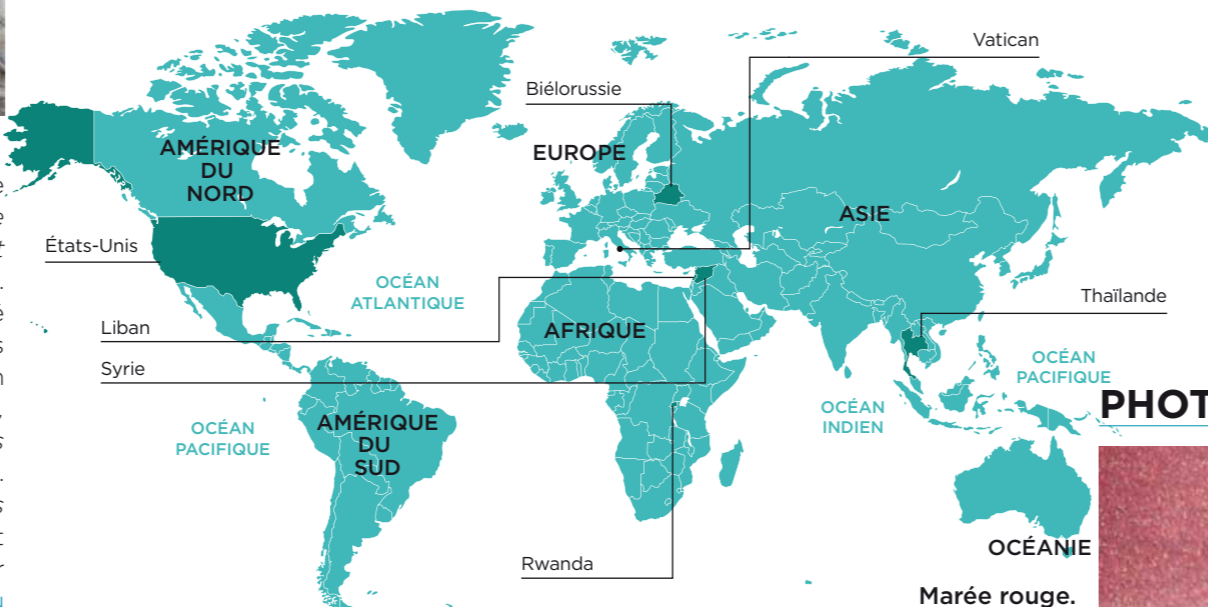 Vatican
Biélorussie
EUROPE
AMÉRIQUE
DU
NORD
ASIE
États-Unis
OCÉAN
ATLANTIQUE
Thaïlande
Liban
AFRIQUE
Syrie
OCÉAN
PACIFIQUE
OCÉAN
INDIEN
PHOT
AMÉRIQUE
DU
SUD
OCÉAN
PACIFIQUE
OCÉANIE
Rwanda
Marée rouge.